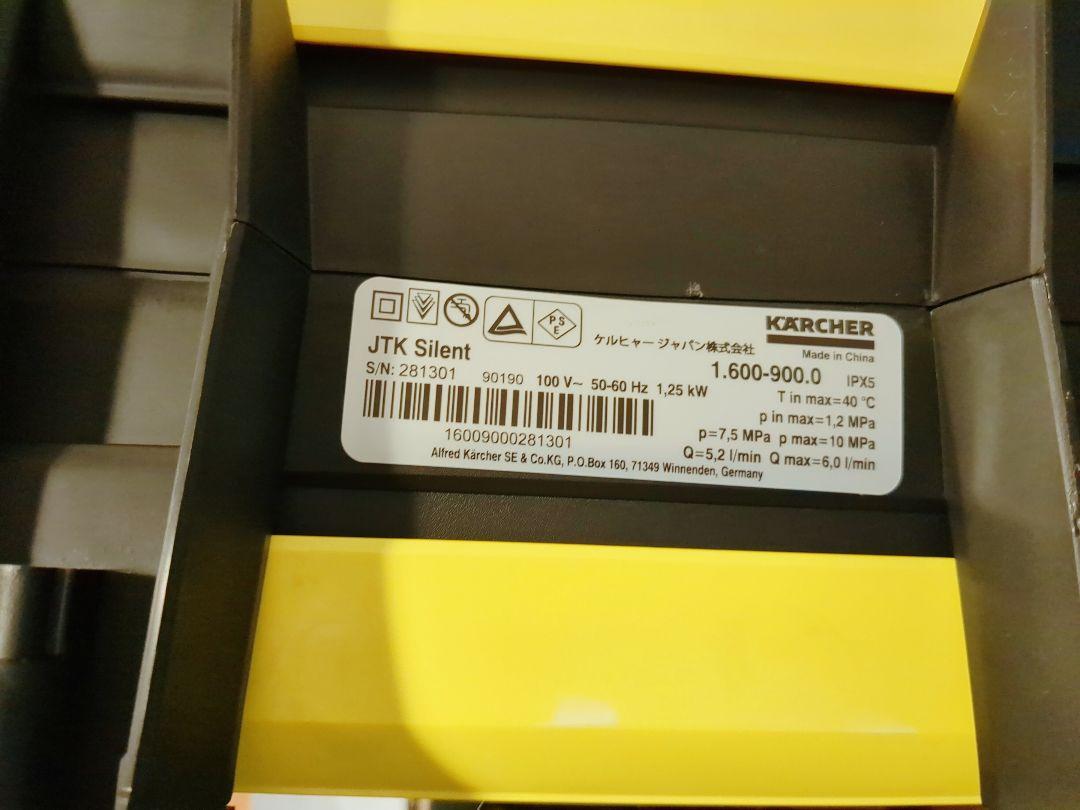 PS
E
ケルヒャー ジャパン株式会社
KÄRCHER
Made in China
JTK Silent
1.600-900.0 IPX5
S/N: 281301 90190 100 V~ 50-60 Hz 1,25 kW
T in max=40 °C
p in max=1,2 MPa
p=7,5 MPa p max=10 MPa
16009000281301
Q=5,2 l/min Q max=6,0 l/min
Alfred Kärcher SE & Co.KG, P.O.Box 160, 71349 Winnenden, Germany